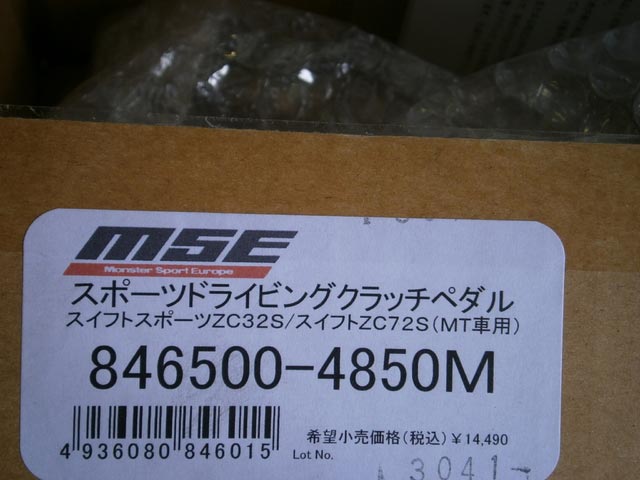 MSE
Monster Sport Europe
スポーツドライビングクラッチペダル
スイフトスポーツZC32S/スイフトZC72S(MT車用)
846500-4850M
希望小売価格(税込)¥14,490
4 936080 846015
Lot No.
3041